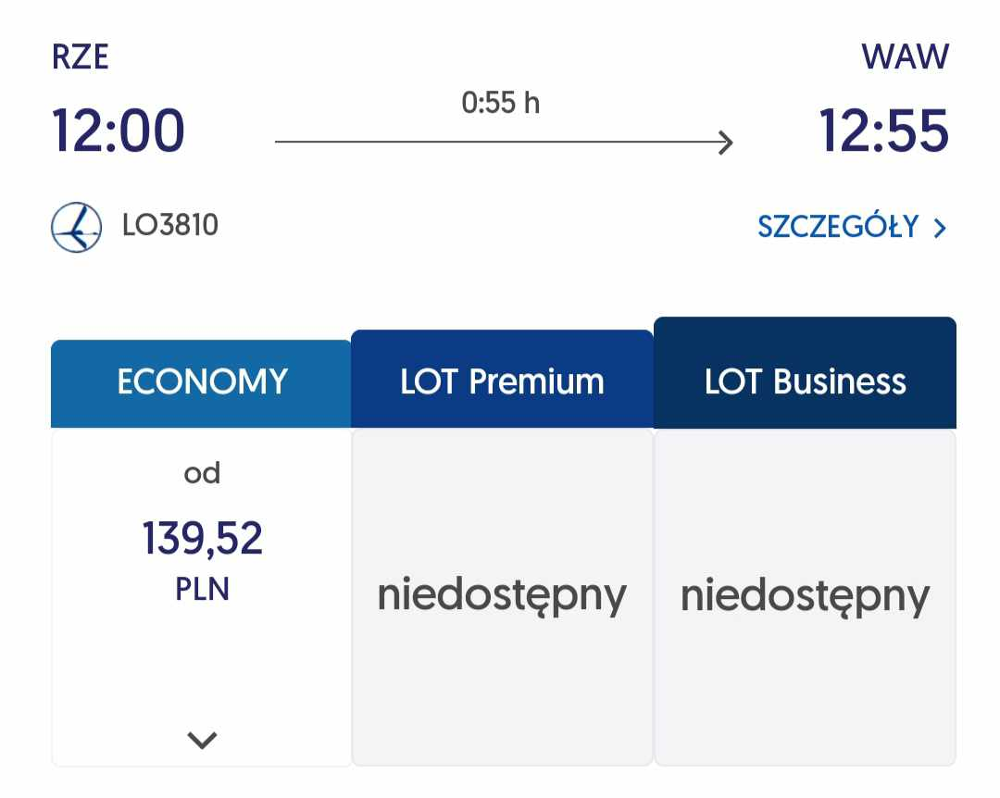 RZE
WAW
12:00
0:55 h
12:55
LO3810
SZCZEGÓŁY
ECONOMY
LOT Premium
LOT Business
od
139,52
PLN
niedostępny
niedostępny